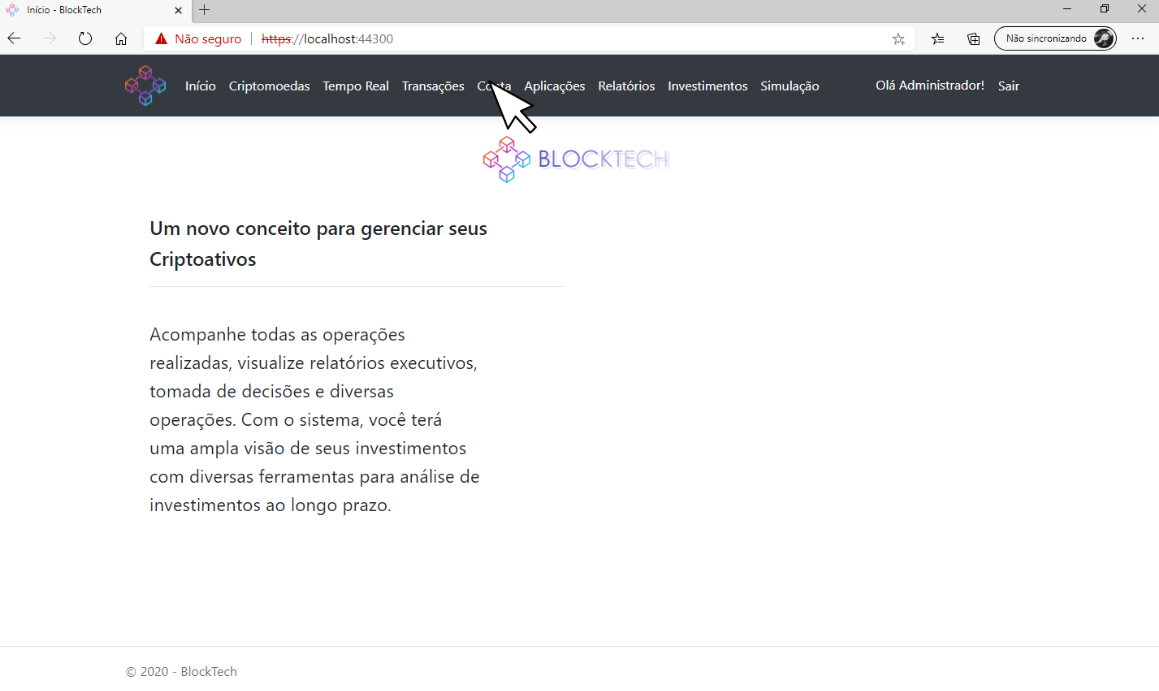 Início - BlockTech
Não seguro | https://localhost:44300
Não sincronizando
Início Criptomoedas Tempo Real Transações Aplicações Relatórios Investimentos Simulação Olá Administrador! Sair
BLOCKTECH
Um novo conceito para gerenciar seus
Criptoativos
Acompanhe todas as operações
realizadas, visualize relatórios executivos,
tomada de decisões e diversas
operações. Com o sistema, você terá
uma ampla visão de seus investimentos
com diversas ferramentas para análise de
investimentos ao longo prazo.
© 2020 - BlockTech